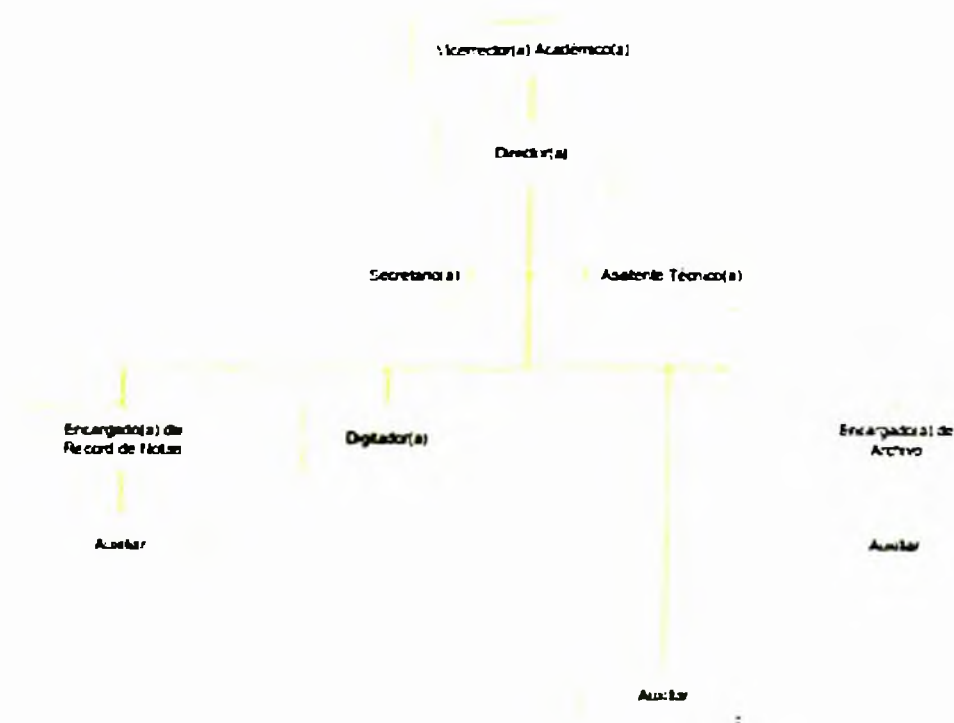 Vicerrector(a) Académico(a)
Director(a)
Secretario(a)
Asistente Técnico(a)
Encargado(a) de
Record de Notas
Digitador(a)
Encargado(a) de
Archivo
Auxiliar
Auxiliar
Auxiliar